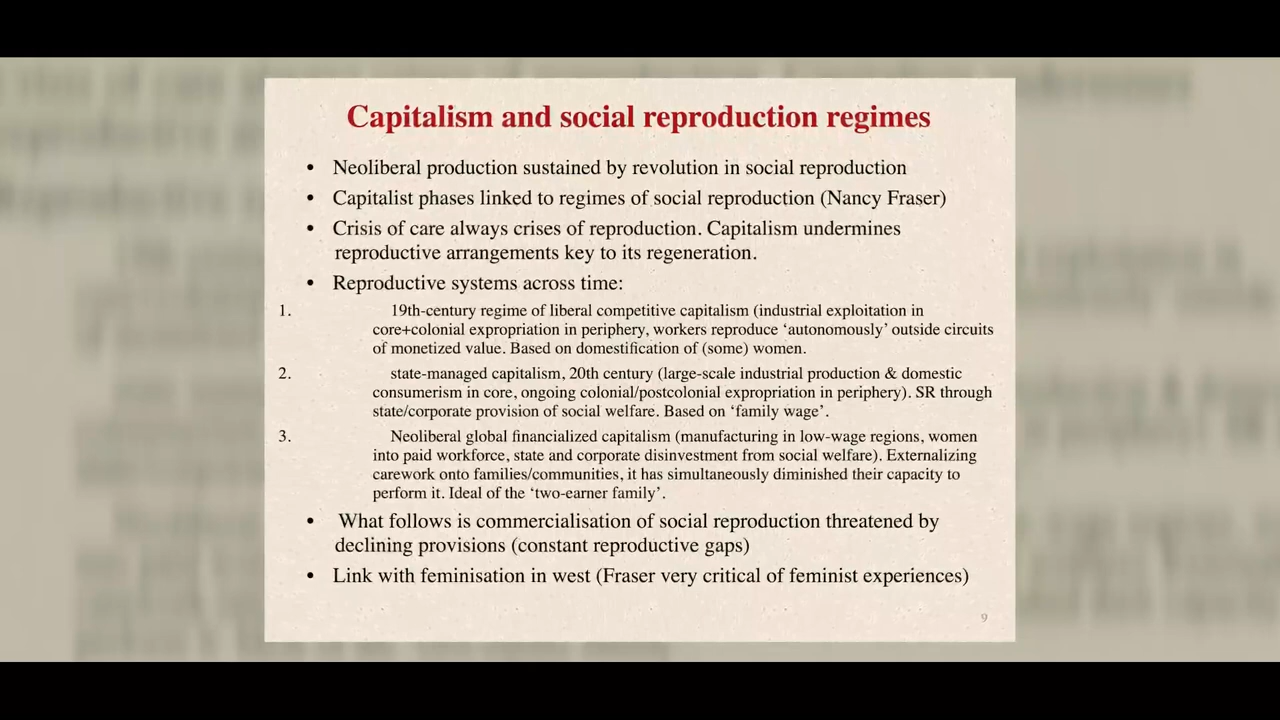 Capitalism and social reproduction regimes
• Neoliberal production sustained by revolution in social reproduction
• Capitalist phases linked to regimes of social reproduction (Nancy Fraser)
• Crisis of care always crises of reproduction. Capitalism undermines
reproductive arrangements key to its regeneration.
• Reproductive systems across time:
1. 19th-century regime of liberal competitive capitalism (industrial exploitation in
core+colonial expropriation in periphery, workers reproduce ‘autonomously’ outside circuits
of monetized value. Based on domestification of (some) women.
2. state-managed capitalism, 20th century (large-scale industrial production & domestic
consumerism in core, ongoing colonial/postcolonial expropriation in periphery). SR through
state/corporate provision of social welfare. Based on ‘family wage’.
3. Neoliberal global financialized capitalism (manufacturing in low-wage regions, women
into paid workforce, state and corporate disinvestment from social welfare). Externalizing
carework onto families/communities, it has simultaneously diminished their capacity to
perform it. Ideal of the ‘two-earner family’.
• What follows is commercialisation of social reproduction threatened by
declining provisions (constant reproductive gaps)
• Link with feminisation in west (Fraser very critical of feminist experiences)
9